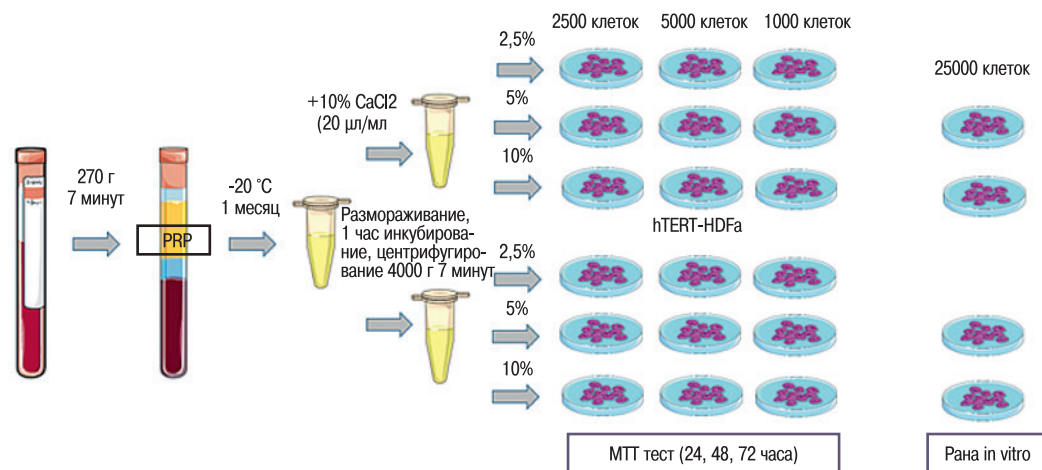 2500 клеток
5000 клеток
1000 клеток
25000 клеток
2,5%
5%
10%
+10% CaCl2
(20 µл/мл
270 г
7 минут
-20 °C
1 месяц
PRP
Размораживание,
1 час инкубирова-
ние, центрифугиро-
вание 4000 г 7 минут
hTERT-HDFa
2,5%
5%
10%
МТТ тест (24, 48, 72 часа)
Рана in vitro